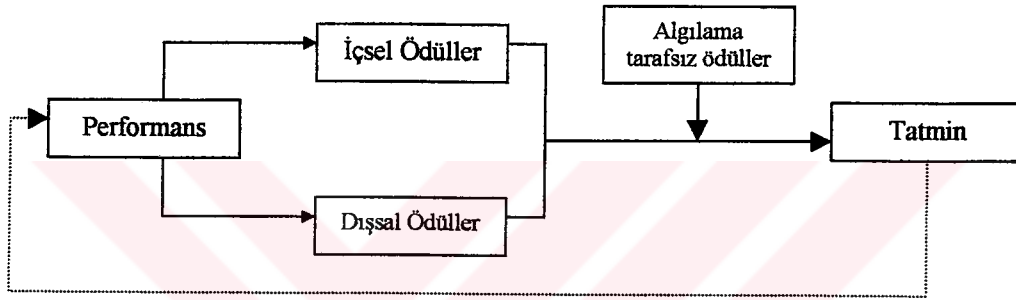 İçsel Ödüller
Algılama
tarafsız ödüller
Performans
Tatmin
Dışsal Ödüller